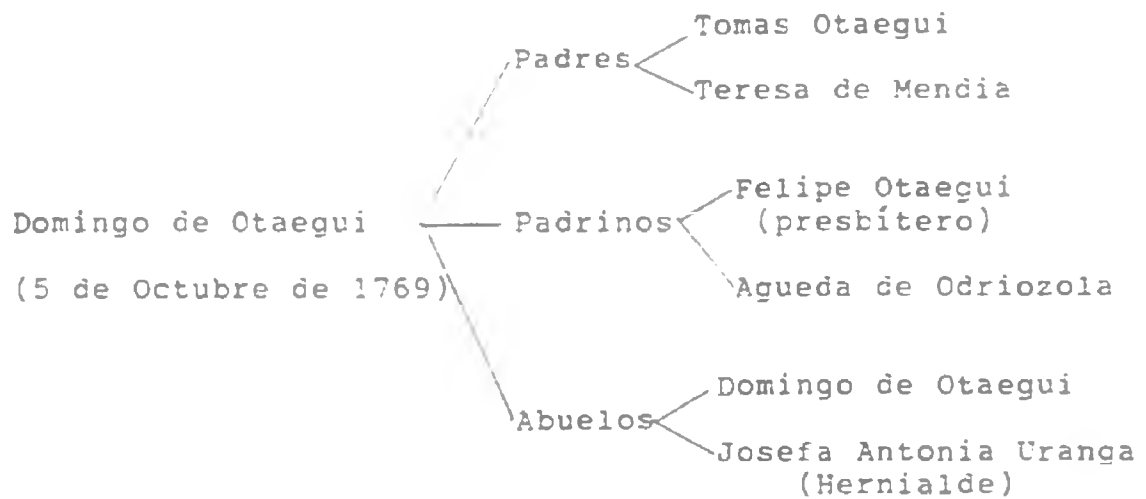 Tomas Otaegui
Padres
Teresa de Mendia
Felipe Otaegui
Domingo de Otaegui
Padrinos
(presbítero)
(5 de Octubre de 1769)
Agueda de Odriozola
Domingo de Otaegui
Abuelos
Josefa Antonia Uranga
(Hernialde)